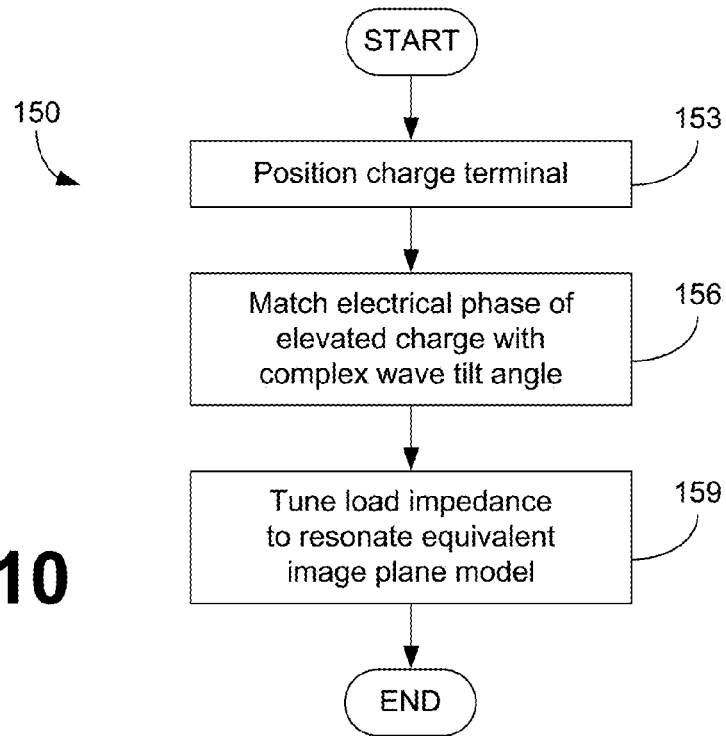 START
150
153
Position charge terminal
156
Match electrical phase of
elevated charge with
complex wave tilt angle
159
Tune load impedance
to resonate equivalent
image plane model
10
END